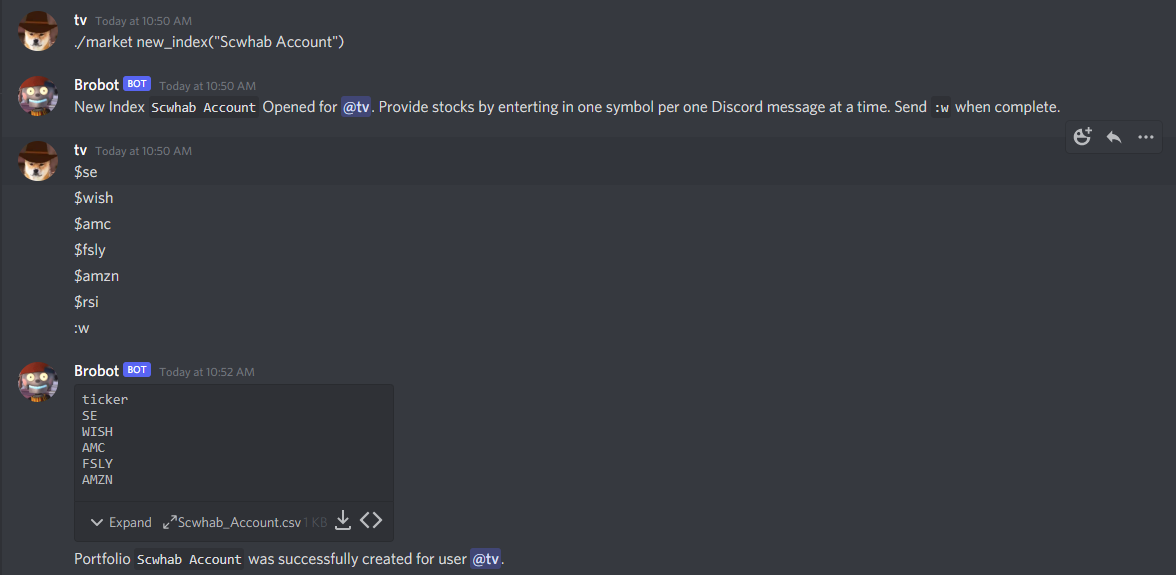 tv Today at 10:50 AM
./market new_index("Scwhab Account")
Brobot BOT Today at 10:50 AM
New Index Scwhab Account Opened for @tv. Provide stocks by enterting in one symbol per one Discord message at a time. Send :w when complete.
tv Today at 10:50 AM
$se
$wish
$amc
$fsly
$amzn
$rsi
:w
Brobot BOT Today at 10:52 AM
ticker
SE
WISH
AMC
FSLY
AMZN
Expand Scwhab_Account.csv 1 KB
Portfolio Scwhab Account was successfully created for user @tv.